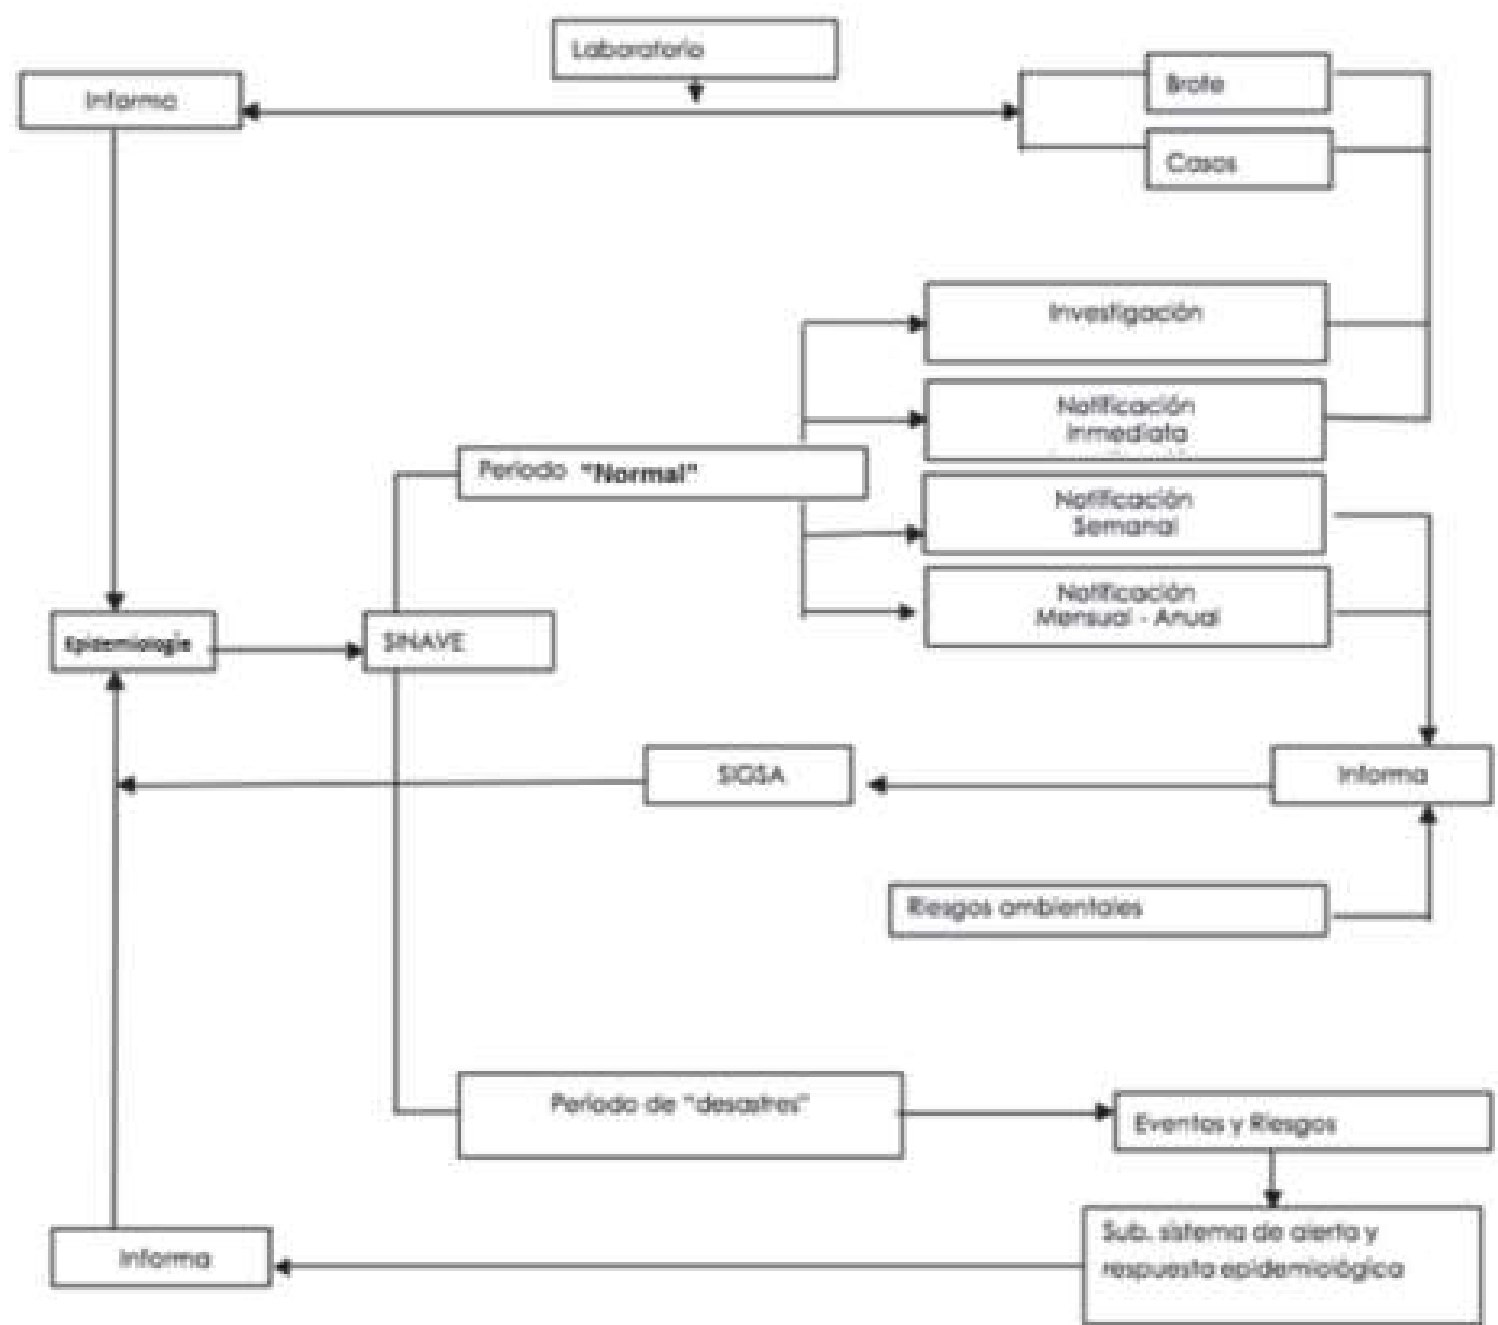 Laboratorio
Informa
Brote
Casos
Investigación
Notificación
Inmediata
Periodo "Normal"
Notificación
Semanal
Notificación
Mensual - Anual
Epidemiología
SINAVE
SIGSA
Informa
Riesgos ambientales
Periodo de "desastres"
Eventos y Riesgos
Sub. sistema de alerta y
respuesta epidemiológica
Informa